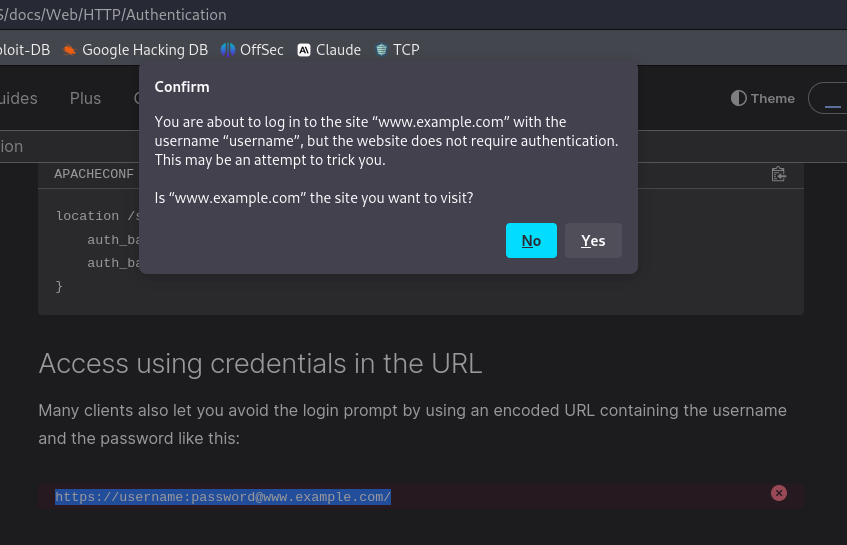 S/docs/Web/HTTP/Authentication
loit-DB Google Hacking DB OffSec Claude TCP
uides Plus
Theme
ion
Confirm
You are about to log in to the site “www.example.com” with the
username “username”, but the website does not require authentication.
This may be an attempt to trick you.
Is “www.example.com” the site you want to visit?
No Yes
APACHECONF
location /s
auth_ba
auth_ba
}
Access using credentials in the URL
Many clients also let you avoid the login prompt by using an encoded URL containing the username
and the password like this:
https://username:password@www.example.com/